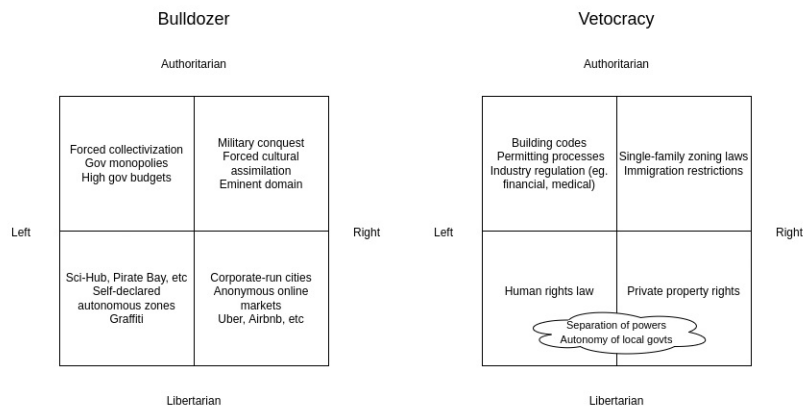 Bulldozer
Authoritarian
Forced collectivization
Gov monopolies
High gov budgets
Military conquest
Forced cultural
assimilation
Eminent domain
Left
Right
Sci-Hub, Pirate Bay, etc
Self-declared
autonomous zones
Graffiti
Corporate-run cities
Anonymous online
markets
Uber, Airbnb, etc
Libertarian
Vetocracy
Authoritarian
Building codes
Permitting processes
Industry regulation (eg.
financial, medical)
Single-family zoning laws
Immigration restrictions
Left
Right
Human rights law
Private property rights
Separation of powers
Autonomy of local govts
Libertarian